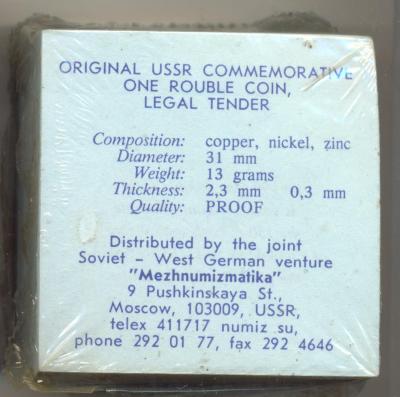 ORIGINAL USSR COMMEMORATIVE
ONE ROUBLE COIN,
LEGAL TENDER
Composition: copper, nickel, zinc
Diameter: 31 mm
Weight: 13 grams
Thickness: 2,3 mm 0,3 mm
Quality: PROOF
Distributed by the joint
Soviet – West German venture
"Mezhnumizmatika"
9 Pushkinskaya St.,
Moscow, 103009, USSR,
telex 411717 numiz su,
phone 292 01 77, fax 292 4646